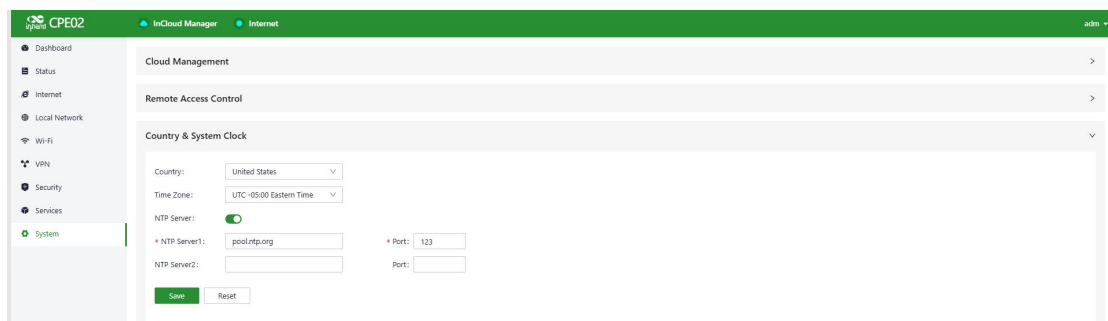 inhand CPE02 InCloud Manager Internet adm
Dashboard
Status
Internet
Local Network
Wi-Fi
VPN
Security
Services
System
Cloud Management
Remote Access Control
Country & System Clock
Country: United States
Time Zone: UTC -05:00 Eastern Time
NTP Server:
* NTP Server1: pool.ntp.org * Port: 123
NTP Server2: Port:
Save Reset